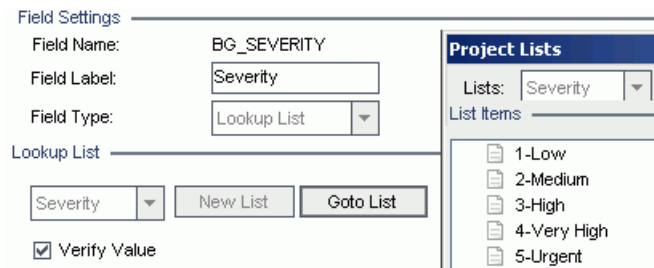 Field Settings
Field Name: BG_SEVERITY
Field Label: Severity
Field Type: Lookup List
Lookup List
Severity New List Goto List
Verify Value
Project Lists
Lists: Severity
List Items
1-Low
2-Medium
3-High
4-Very High
5-Urgent